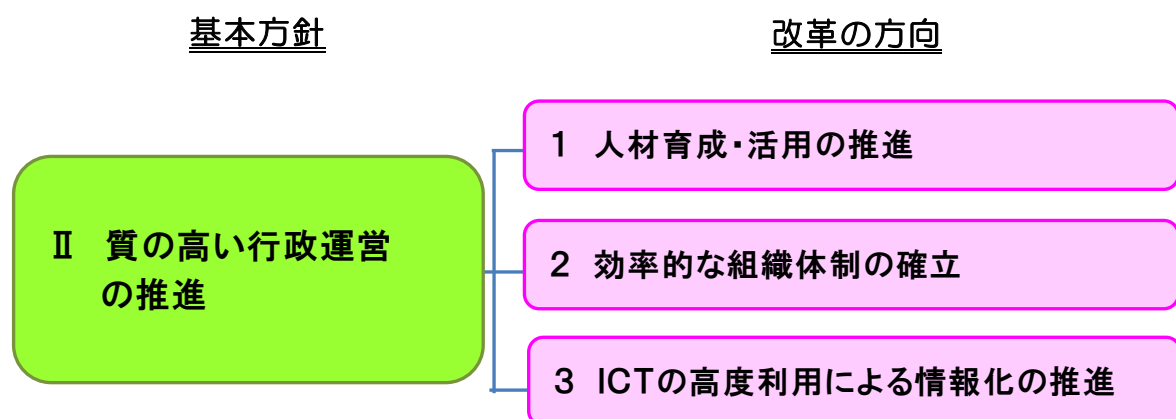 基本方針
改革の方向
Ⅱ 質の高い行政運営
の推進
1 人材育成・活用の推進
2 効率的な組織体制の確立
3 ICTの高度利用による情報化の推進